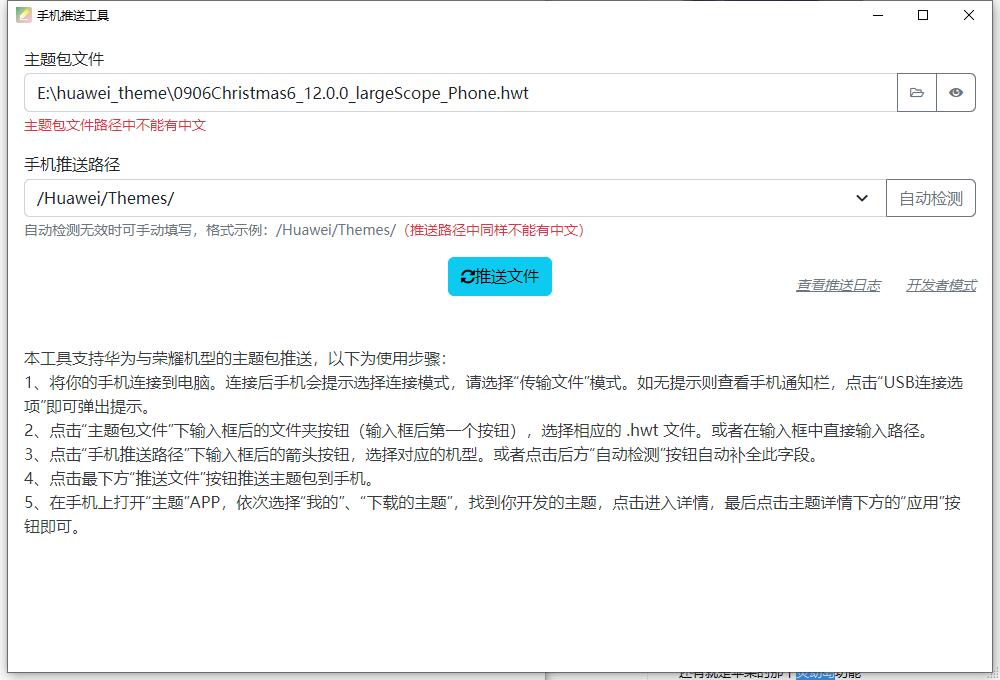 手机推送工具
主题包文件
E:\huawei_theme\0906Christmas6_12.0.0_largeScope_Phone.hwt
主题包文件路径中不能有中文
手机推送路径
/Huawei/Themes/
自动检测
自动检测无效时可手动填写，格式示例：/Huawei/Themes/（推送路径中同样不能有中文）
推送文件
查看推送日志 开发者模式
本工具支持华为与荣耀机型的主题包推送，以下为使用步骤：
1、将你的手机连接到电脑。连接后手机会提示选择连接模式，请选择“传输文件”模式。如无提示则查看手机通知栏，点击“USB连接选
项”即可弹出提示。
2、点击“主题包文件”下输入框后的文件夹按钮（输入框后第一个按钮），选择相应的 .hwt 文件。或者在输入框中直接输入路径。
3、点击“手机推送路径”下输入框后的箭头按钮，选择对应的机型。或者点击后方“自动检测”按钮自动补全此字段。
4、点击最下方“推送文件”按钮推送主题包到手机。
5、在手机上打开“主题”APP，依次选择“我的”、“下载的主题”，找到你开发的主题，点击进入详情，最后点击主题详情下方的“应用”按
钮即可。